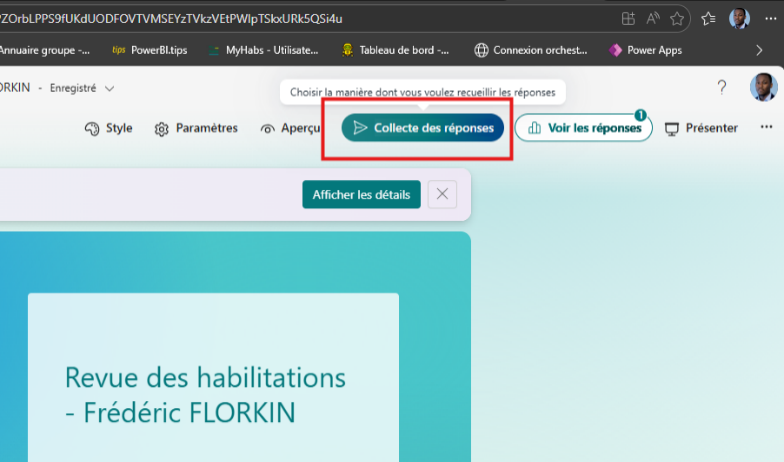 Annuaire groupe -...
tips PowerBI.tips
MyHabs - Utilisate...
Tableau de bord -...
Connexion orchest...
Power Apps
ORKIN - Enregistré
Choisir la manière dont vous voulez recueillir les réponses
Style
Paramètres
Aperçu
Collecte des réponses
Voir les réponses
1
Présenter
Afficher les détails
Revue des habilitations
- Frédéric FLORKIN